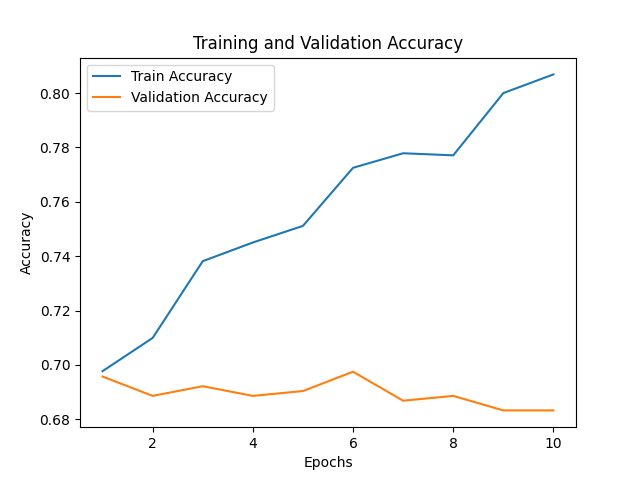 Training and Validation Accuracy
Train Accuracy
Validation Accuracy
0.80
0.78
0.76
0.74
0.72
0.70
0.68
Accuracy
2 4 6 8 10
Epochs